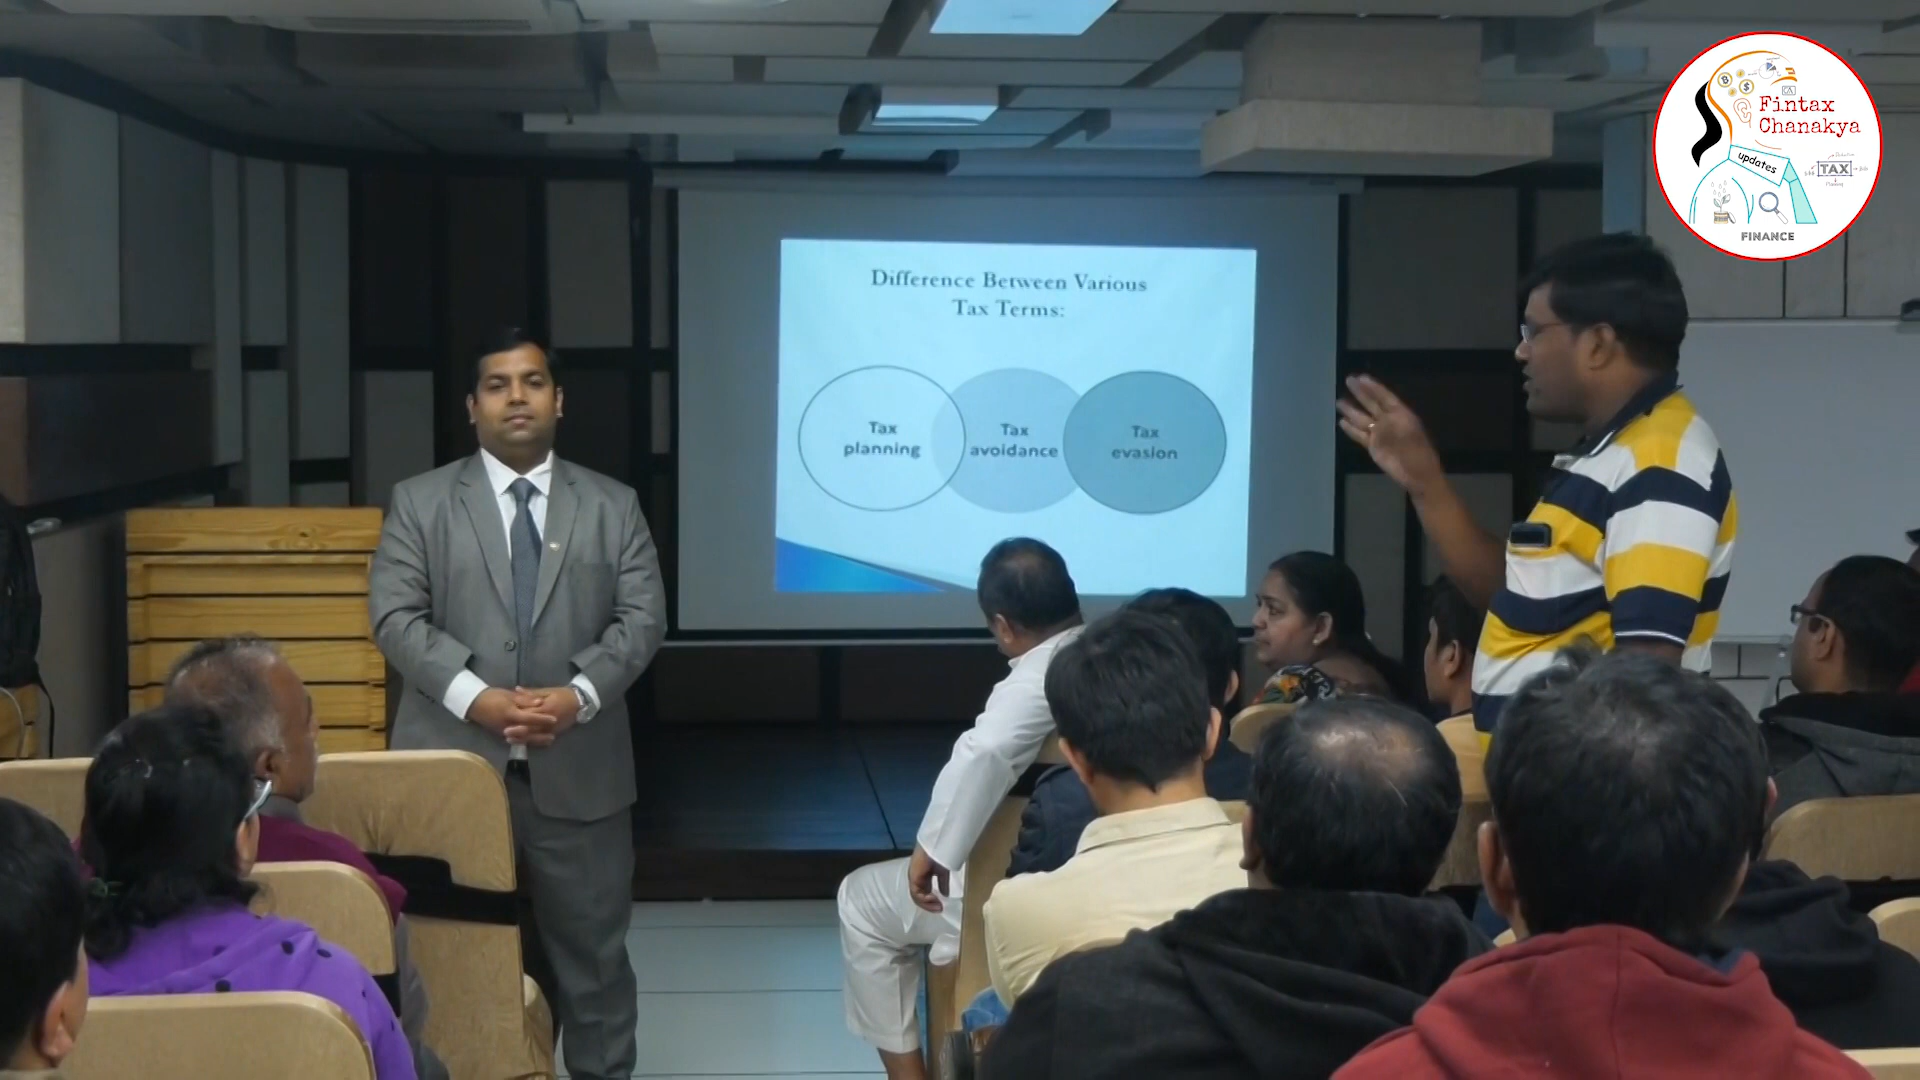 Difference Between Various
Tax Terms:
Tax
planning
Tax
avoidance
Tax
evasion
Fintax
Chanakya
updates
TAX
FINANCE